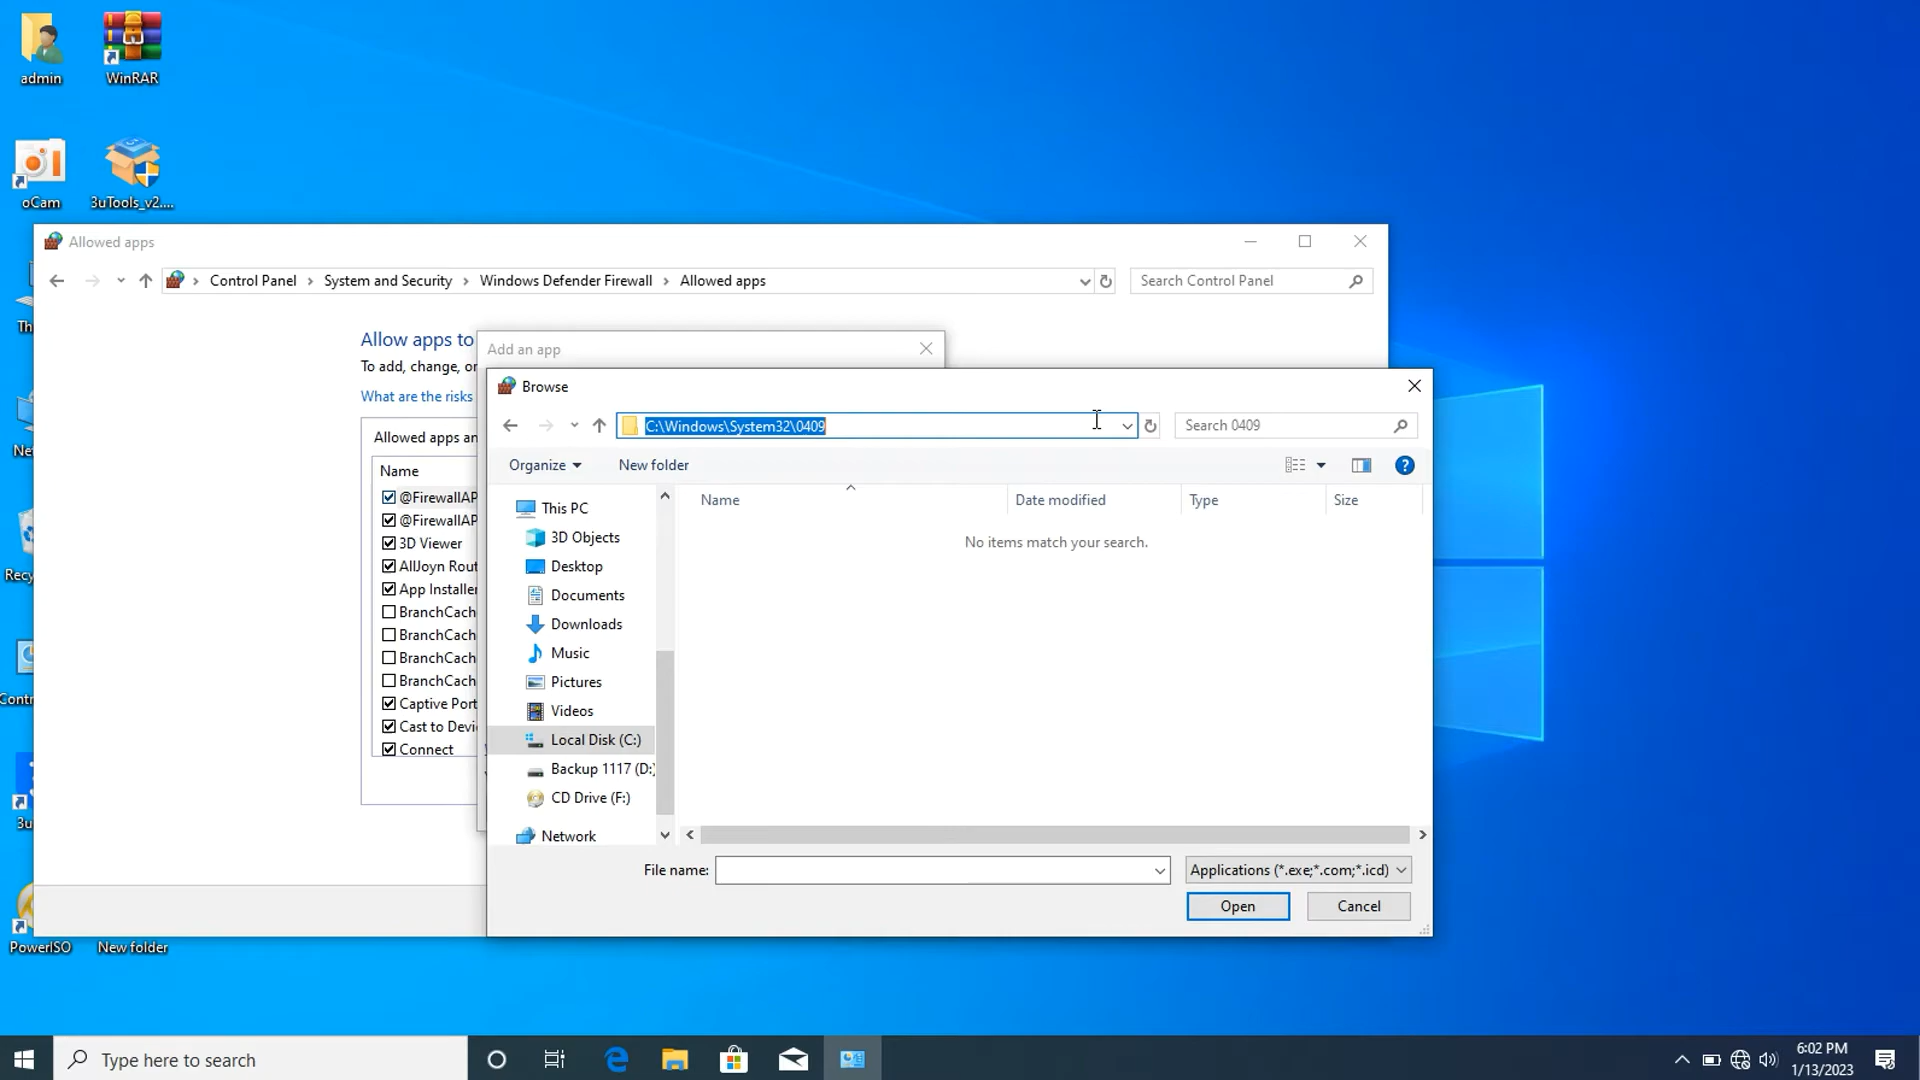 admin
WinRAR
oCam
3uTools_v2....
Allowed apps
Control Panel
System and Security
Windows Defender Firewall
Allowed apps
Search Control Panel
Allow apps to
To add, change, or
What are the risks
Allowed apps an
Name
@FirewallAP
@FirewallAP
3D Viewer
AllJoyn Rout
App Installer
BranchCach
BranchCach
BranchCach
BranchCach
Captive Port
Cast to Devi
Connect
Add an app
Browse
C:\Windows\System32\0409
Search 0409
Organize
New folder
This PC
3D Objects
Desktop
Documents
Downloads
Music
Pictures
Videos
Local Disk (C:)
Backup 1117 (D:)
CD Drive (F:)
Network
Name
Date modified
Type
Size
No items match your search.
File name:
Applications (*.exe;*.com;*.icd)
Open
Cancel
Th
Ne
Recy
Contr
3u
PowerISO
New folder
Type here to search
6:02 PM
1/13/2023